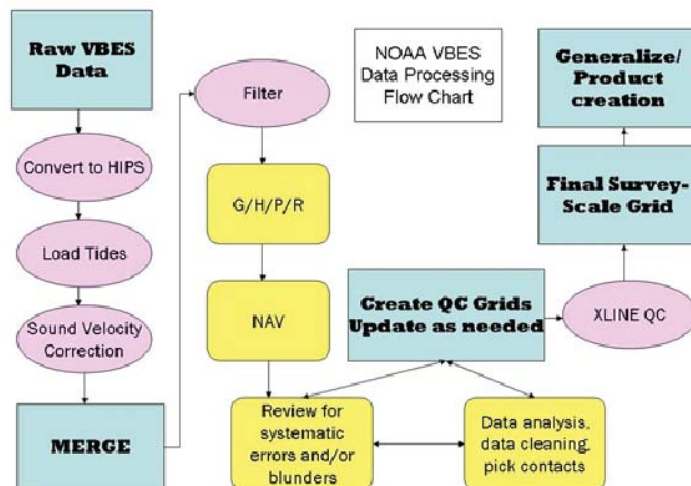 Raw VBES
Data
Convert to HIPS
Load Tides
Sound Velocity
Correction
MERGE
Filter
G/H/P/R
NAV
Review for
systematic
errors and/or
blunders
Data analysis,
data cleaning,
pick contacts
Create QC Grids
Update as needed
XLINE QC
Final Survey-
Scale Grid
Generalize/
Product
creation
NOAA VBES
Data Processing
Flow Chart